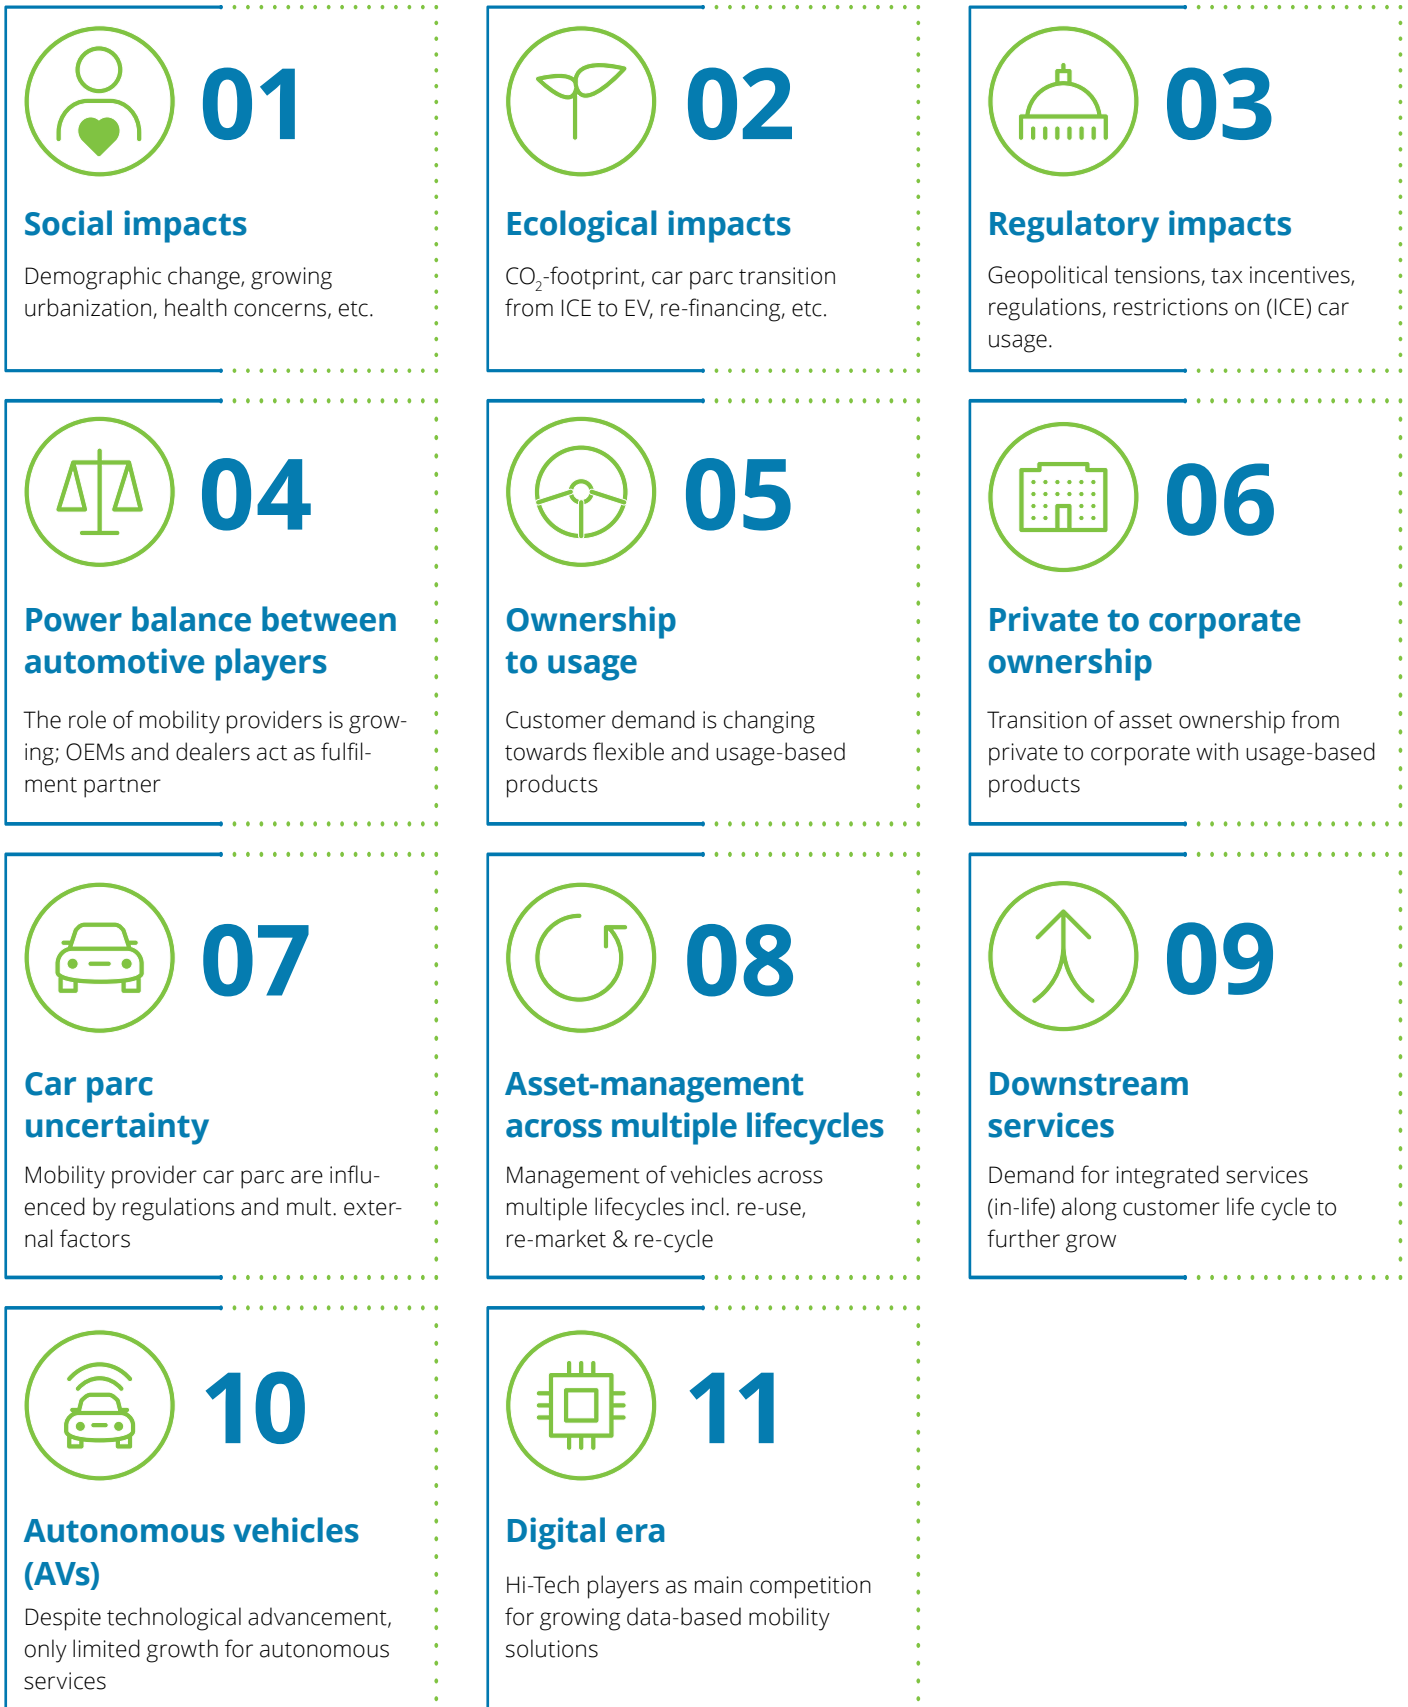 01
Social impacts
Demographic change, growing
urbanization, health concerns, etc.
02
Ecological impacts
CO₂-footprint, car parc transition
from ICE to EV, re-financing, etc.
03
Regulatory impacts
Geopolitical tensions, tax incentives,
regulations, restrictions on (ICE) car
usage.
04
Power balance between
automotive players
The role of mobility providers is grow-
ing; OEMs and dealers act as fulfil-
ment partner
05
Ownership
to usage
Customer demand is changing
towards flexible and usage-based
products
06
Private to corporate
ownership
Transition of asset ownership from
private to corporate with usage-based
products
07
Car parc
uncertainty
Mobility provider car parc are influ-
enced by regulations and mult. exter-
nal factors
08
Asset-management
across multiple lifecycles
Management of vehicles across
multiple lifecycles incl. re-use,
re-market & re-cycle
09
Downstream
services
Demand for integrated services
(in-life) along customer life cycle to
further grow
10
Autonomous vehicles
(AVs)
Despite technological advancement,
only limited growth for autonomous
services
11
Digital era
Hi-Tech players as main competition
for growing data-based mobility
solutions